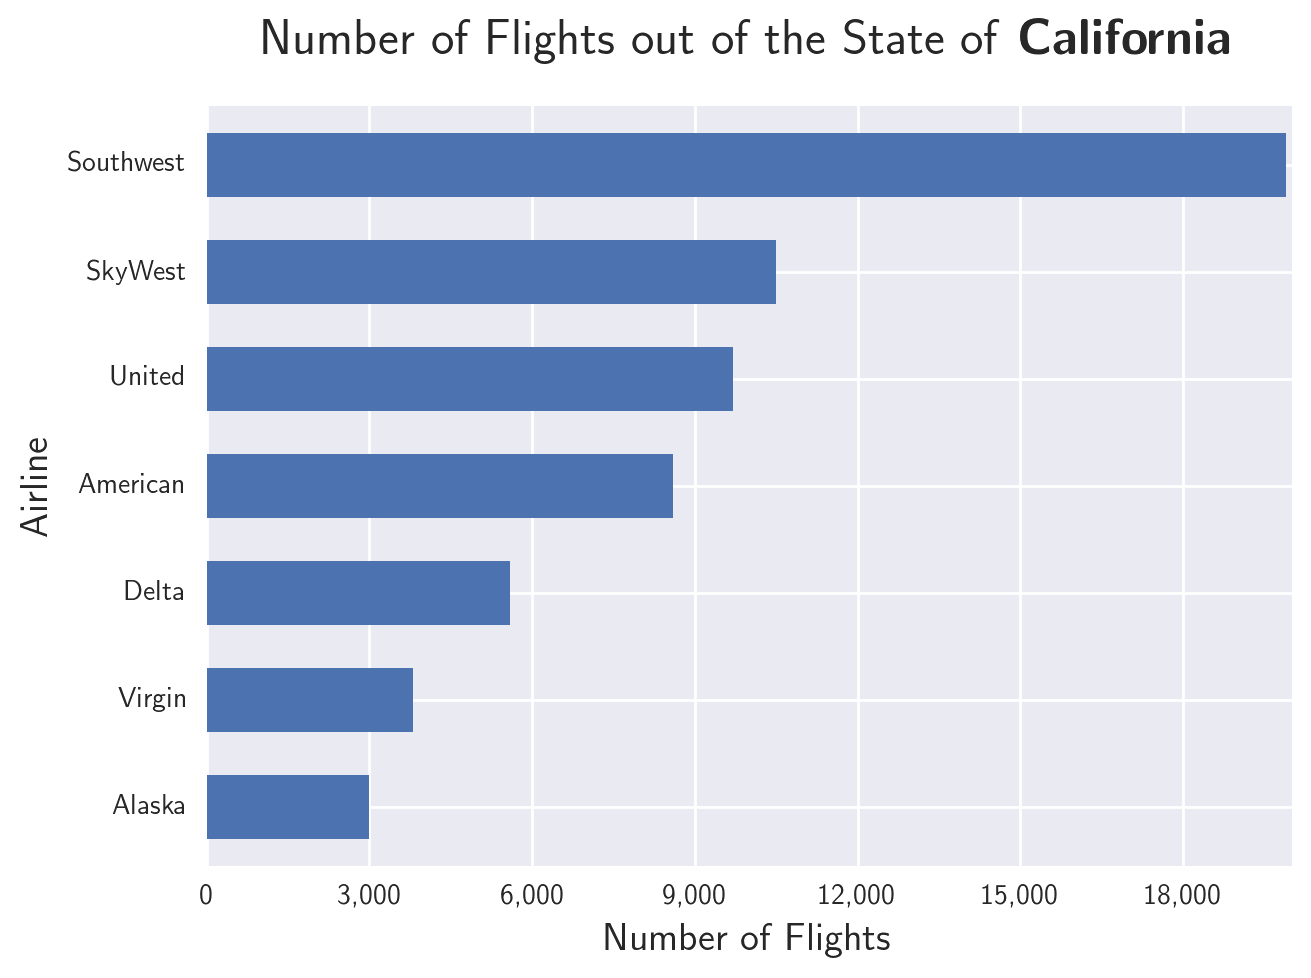 Number of Flights out of the State of California
Southwest
SkyWest
United
American
Delta
Virgin
Alaska
Airline
0 3,000 6,000 9,000 12,000 15,000 18,000
Number of Flights